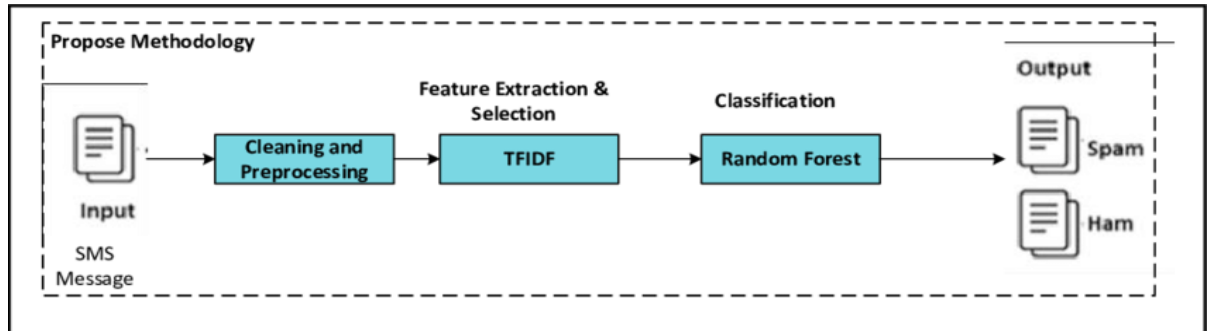 Propose Methodology
Input
SMS
Message
Cleaning and
Preprocessing
Feature Extraction &
Selection
TFIDF
Classification
Random Forest
Output
Spam
Ham